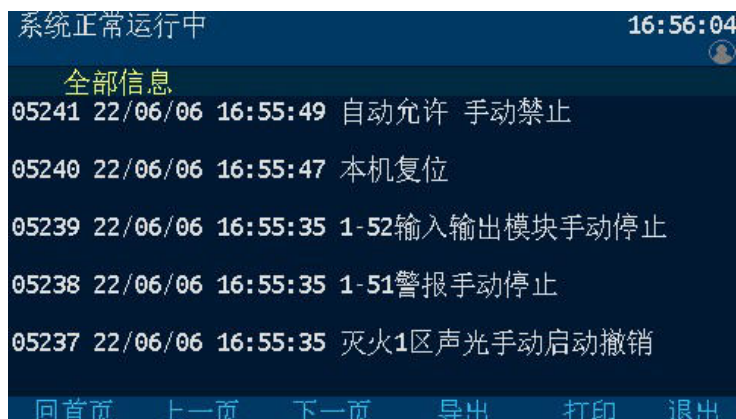 系统正常运行中 16:56:04
全部信息
05241 22/06/06 16:55:49 自动允许 手动禁止
05240 22/06/06 16:55:47 本机复位
05239 22/06/06 16:55:35 1-52输入输出模块手动停止
05238 22/06/06 16:55:35 1-51警报手动停止
05237 22/06/06 16:55:35 灭火1区声光手动启动撤销
回首页 上一页 下一页 导出 打印 退出